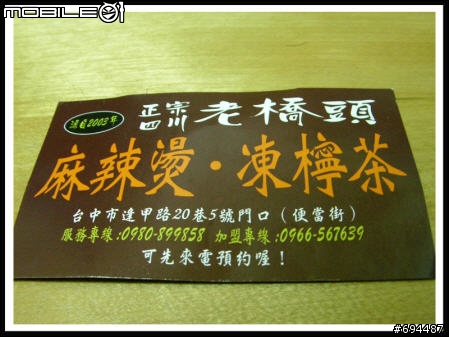 mobile01
源自2003年
正宗四川 老橋頭
麻辣燙·凍檸茶
台中市逢甲路20巷5號門口(便當街)
服務專線:0980-899858 加盟專線:0966-567639
可先來電預約喔!
#694487